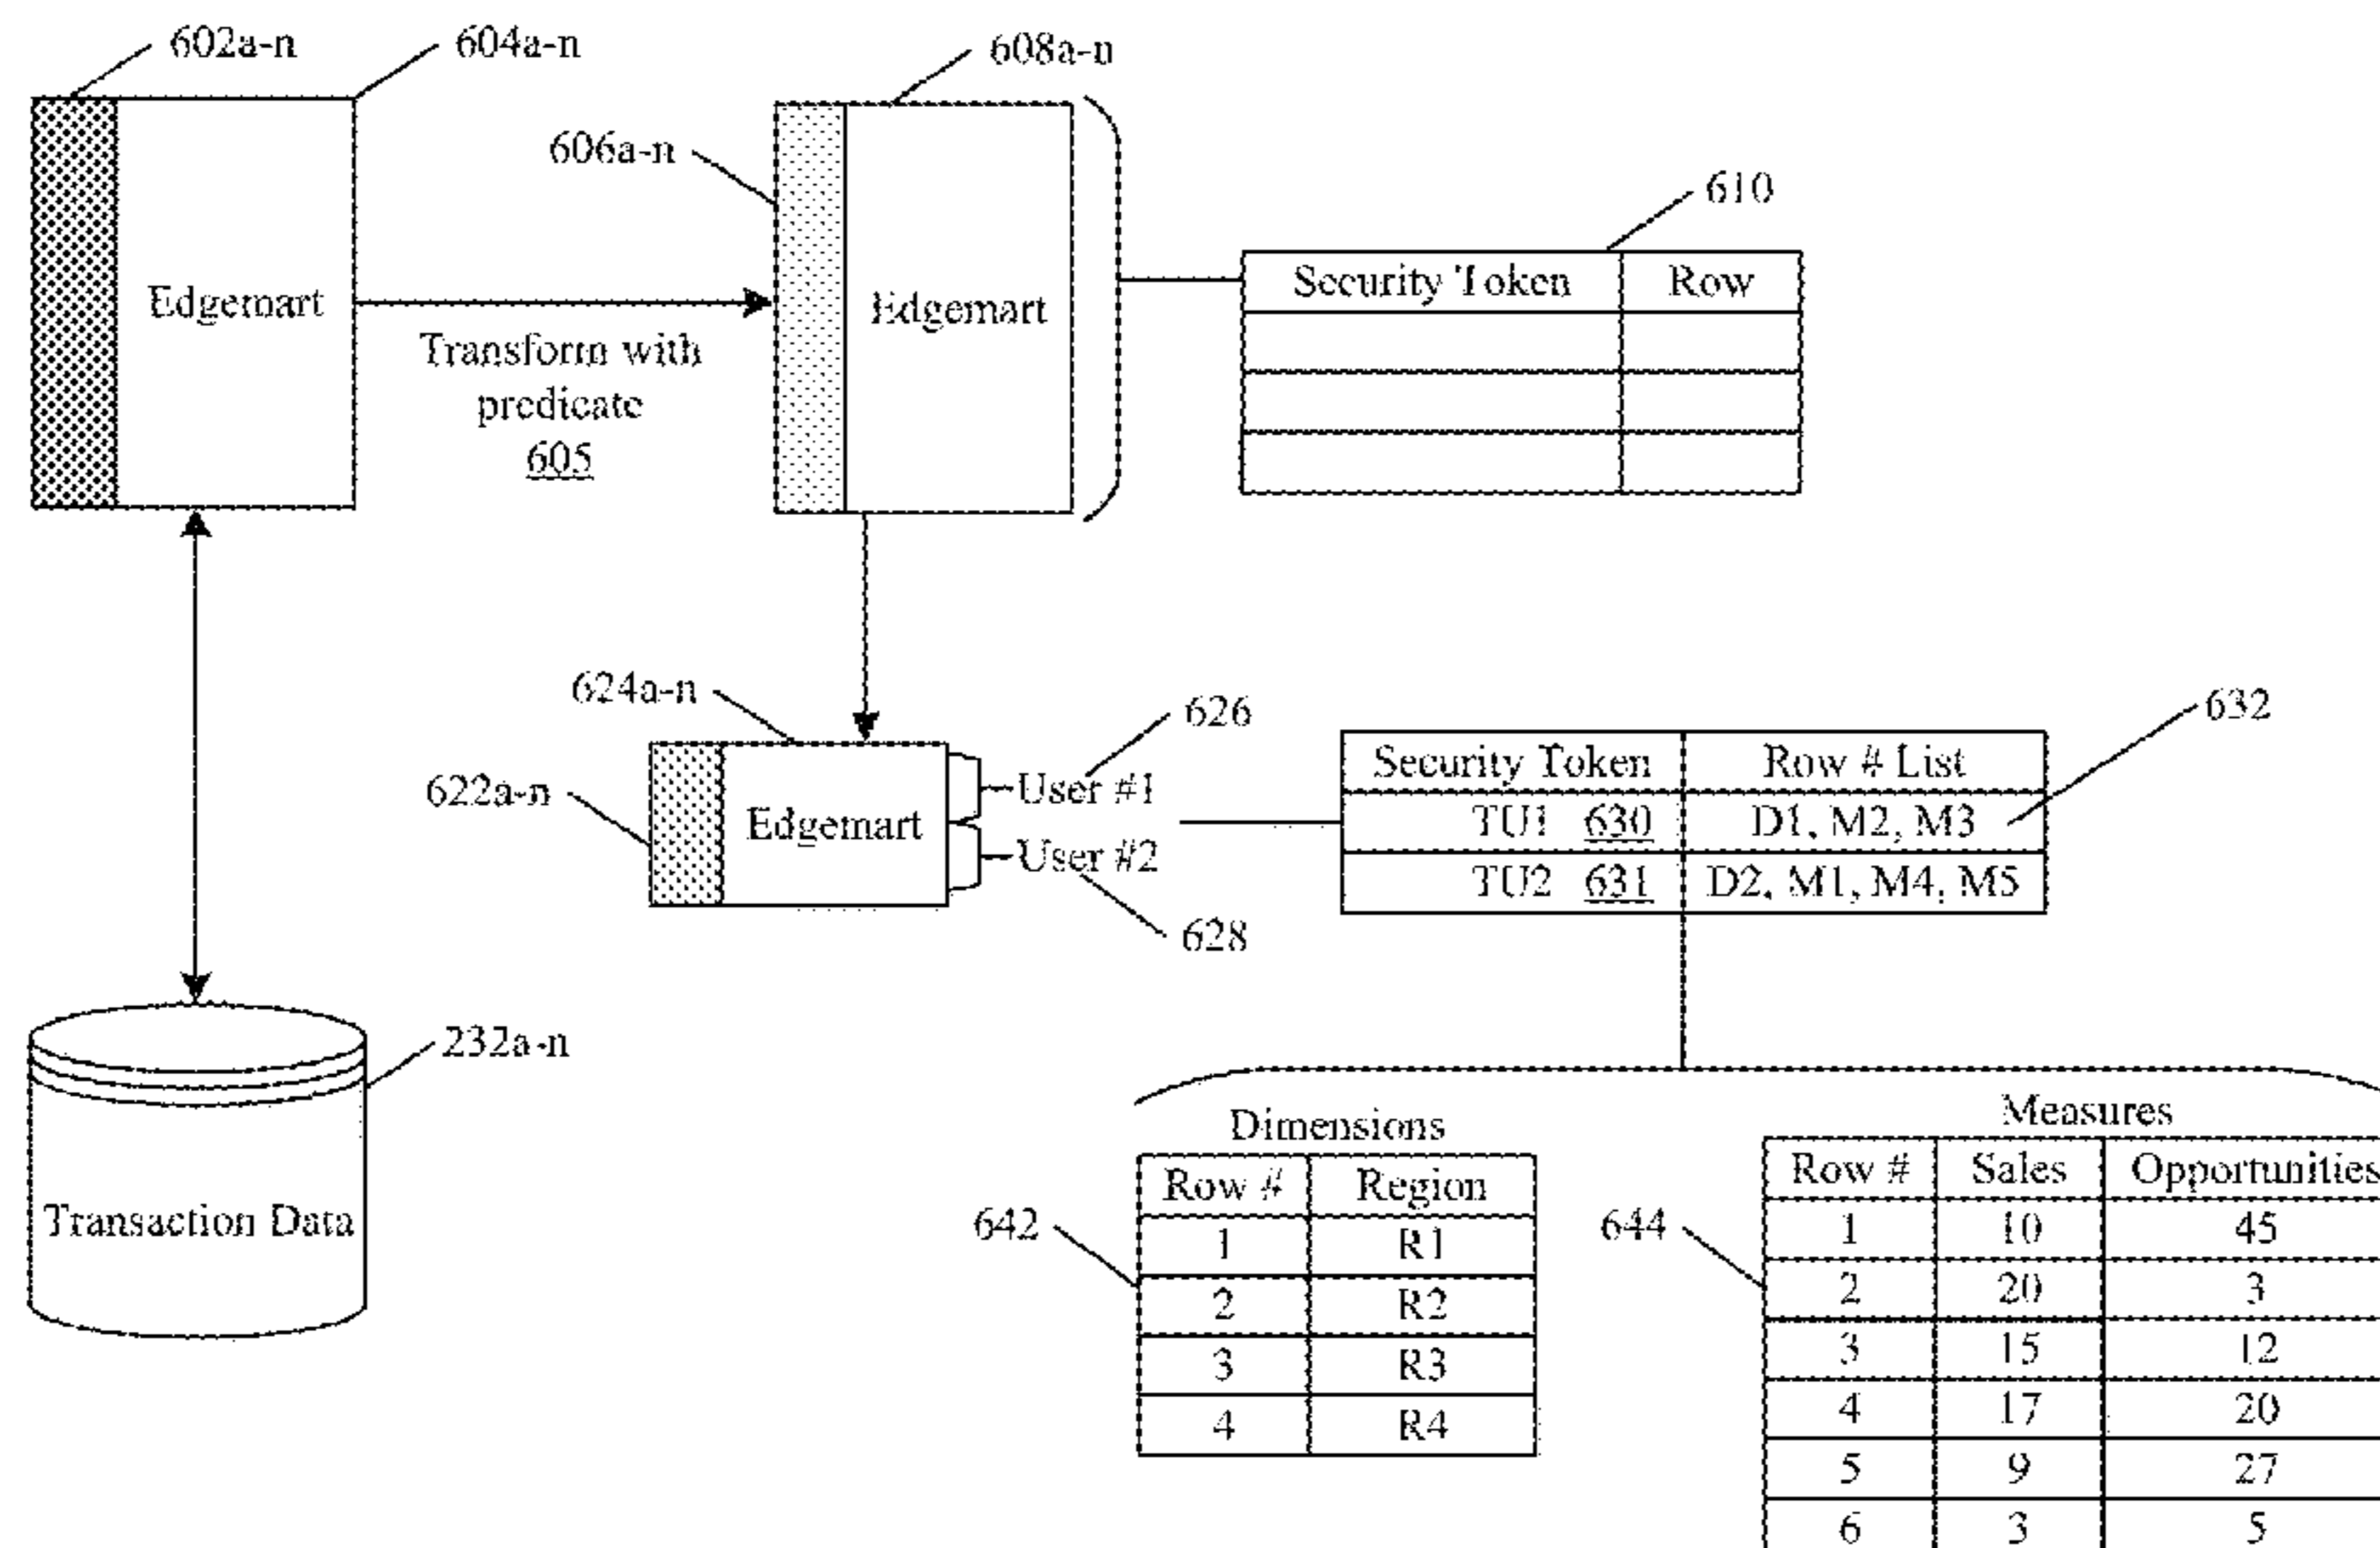 602a-n
604a-n
608a-n
606a-n
Edgemart
Edgemart
Transform with
predicate
605
610
Security Token Row
624a-n
622a-n
Edgemart
626
User #1
User #2
628
632
Security Token Row # List
TU1 630 D1, M2, M3
TU2 631 D2, M1, M4, M5
232a-n
Transaction Data
Dimensions
642
Row # Region
1 R1
2 R2
3 R3
4 R4
Measures
644
Row # Sales Opportunities
1 10 45
2 20 3
3 15 12
4 17 20
5 9 27
6 3 5